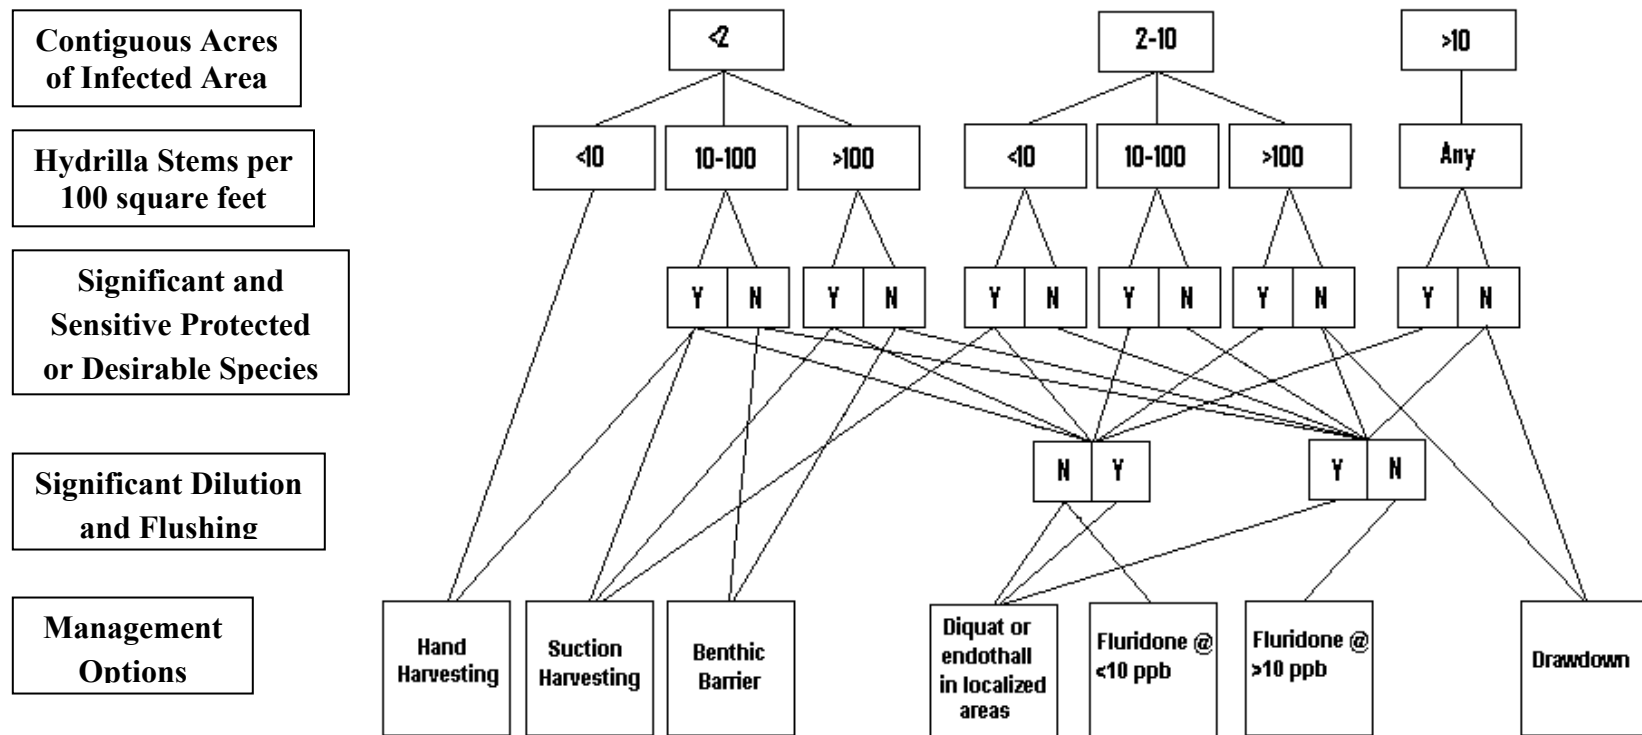 Contiguous Acres
of Infected Area
<2
2-10
>10
Hydrilla Stems per
100 square feet
<10
10-100
>100
<10
10-100
>100
Any
Significant and
Sensitive Protected
or Desirable Species
Y N
Y N
Y N
Y N
Y N
Y N
Significant Dilution
and Flushing
N Y
Y N
Management
Options
Hand
Harvesting
Suction
Harvesting
Benthic
Barrier
Diquat or
endothall
in localized
areas
Fluridone @
<10 ppb
Fluridone @
>10 ppb
Drawdown